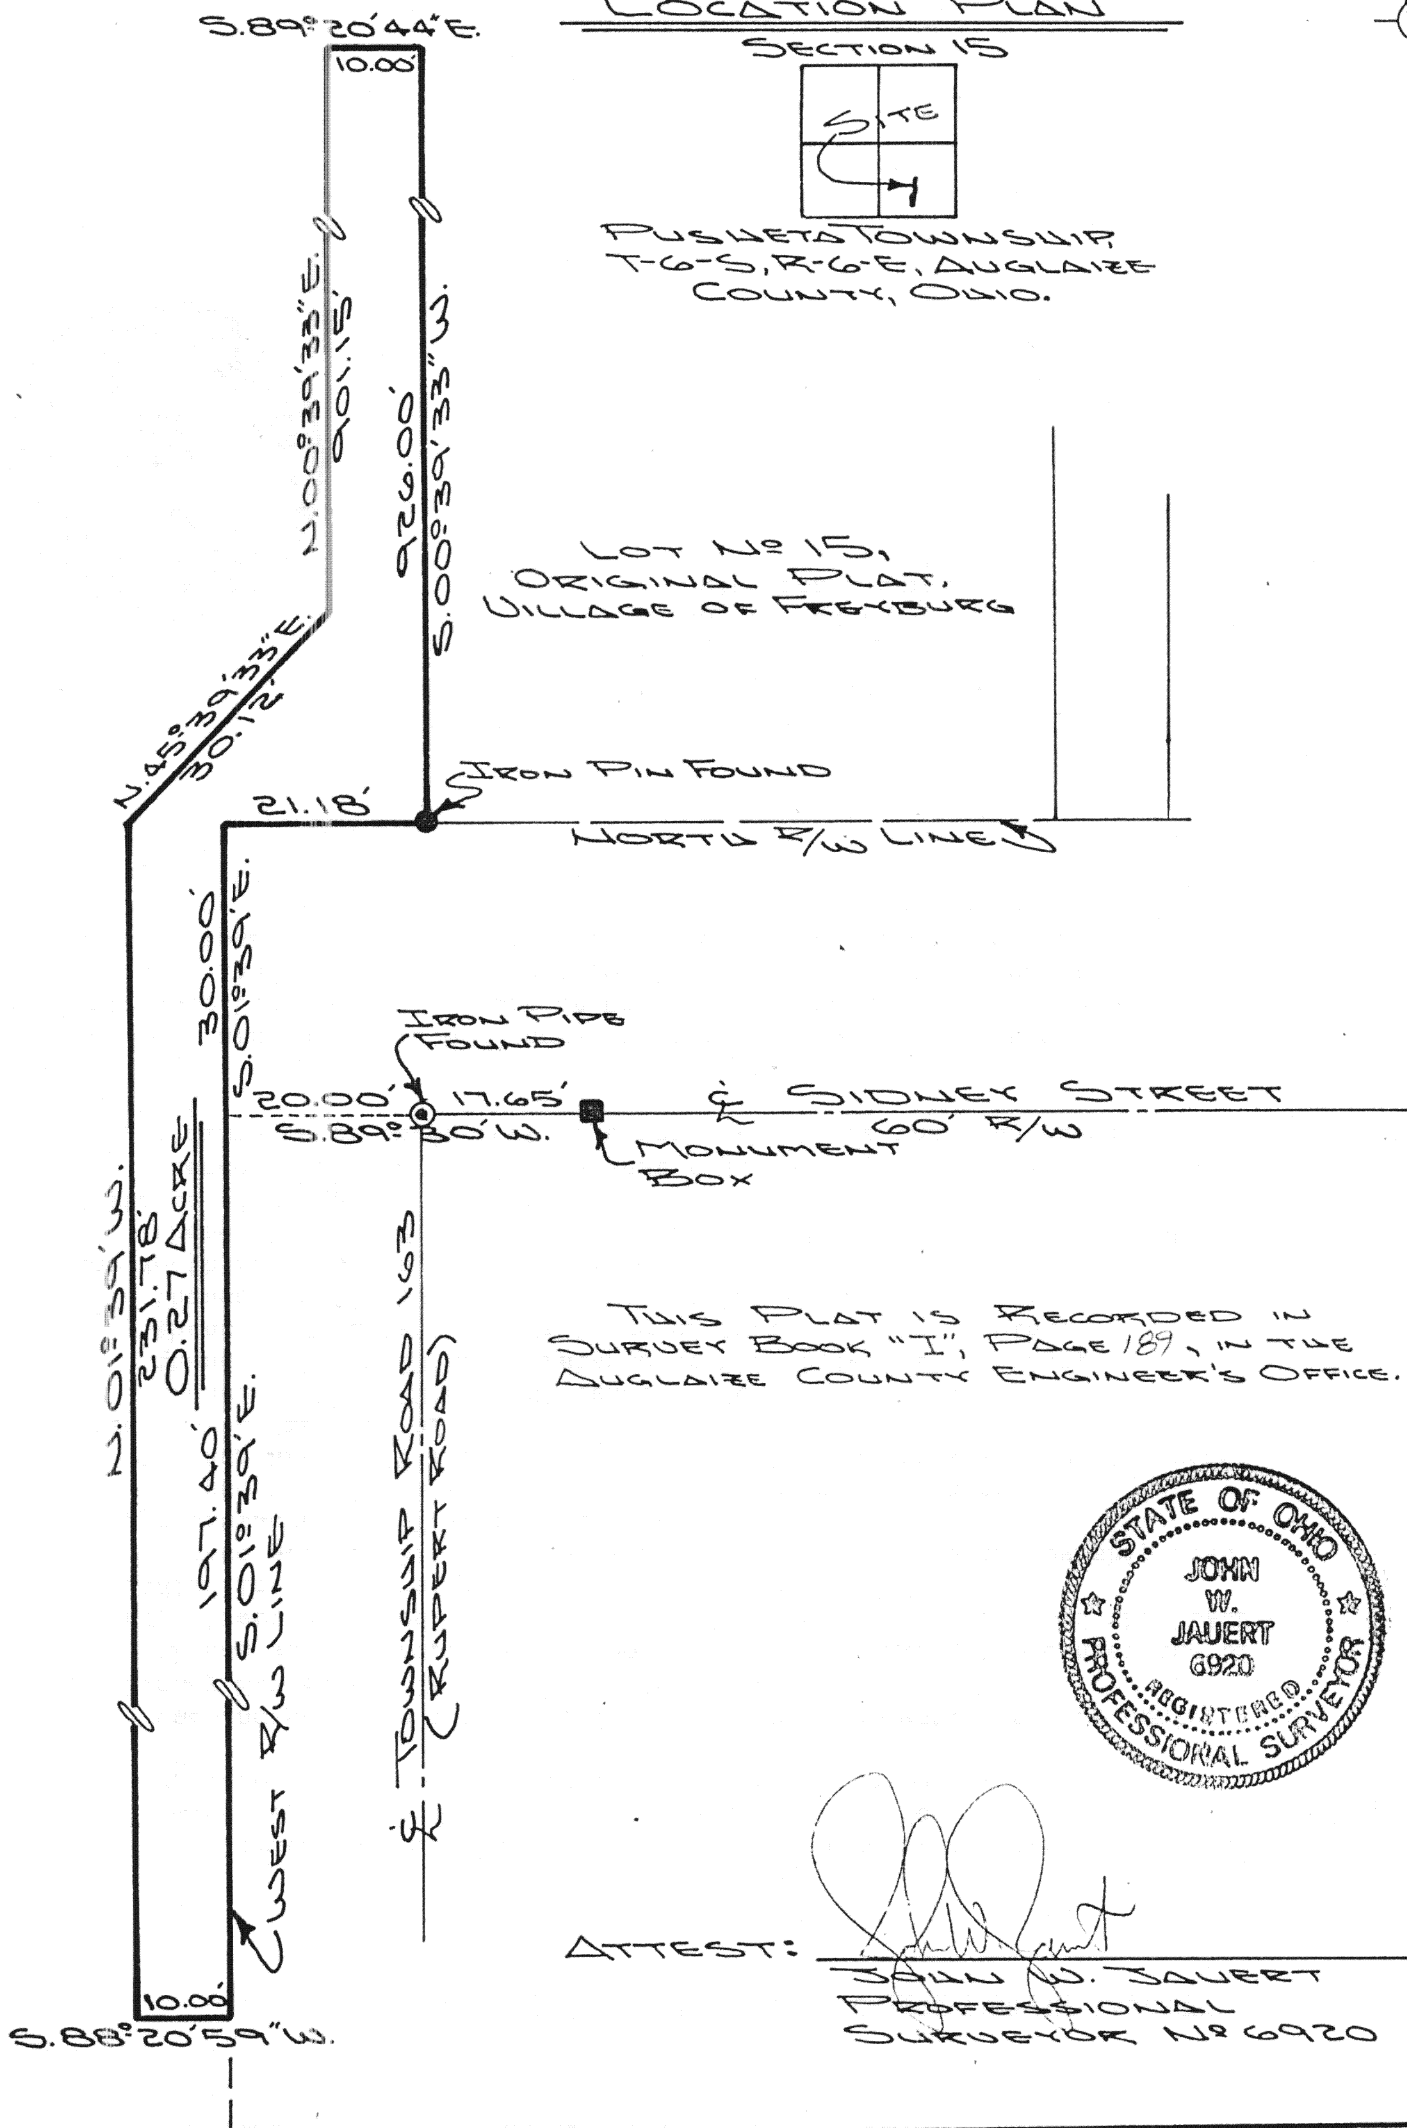 LOCATION PLAN
SECTION 15
SITE
PUSHETA TOWNSHIP,
T-6-S, R-6-E, AUGLAIZE
COUNTY, OHIO.
S.89°20'44"E.
10.00'
N.00°39'33"E.
901.15'
926.00'
S.00°39'33"W.
LOT Nº 15,
ORIGINAL PLAT,
VILLAGE OF FREYBURG
N.45°39'33"E.
30.12'
21.18'
IRON PIN FOUND
NORTH R/W LINE
30.00'
S.01°39'E.
IRON PIPE
FOUND
20.00'
17.65'
S.89°30'W.
℄ SIDNEY STREET
60' R/W
MONUMENT
BOX
N.01°39'W.
231.78'
0.27 ACRE
197.40'
S.01°39'E.
WEST R/W LINE
℄ TOWNSHIP ROAD 163
(RUPERT ROAD)
THIS PLAT IS RECORDED IN
SURVEY BOOK "I", PAGE 189, IN THE
AUGLAIZE COUNTY ENGINEER'S OFFICE.
STATE OF OHIO
JOHN
W.
JAUERT
6920
REGISTERED
PROFESSIONAL SURVEYOR
ATTEST:
John W. Jauert
JOHN W. JAUERT
PROFESSIONAL
SURVEYOR Nº 6920
10.00'
S.88°20'59"W.